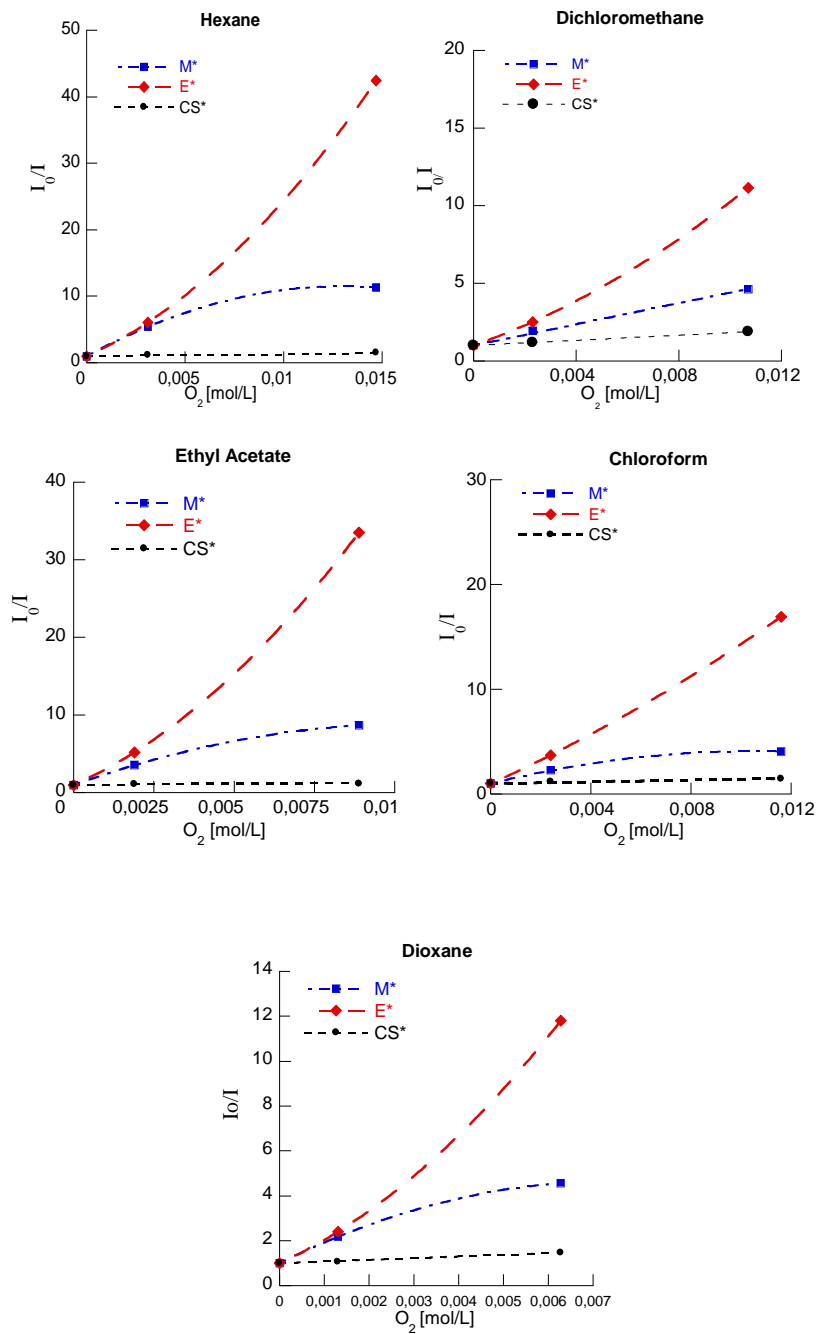 Hexane
50
40
30
20
10
0
M*
E*
CS*
I0/I
0 0,005 0,01 0,015
O2 [mol/L]
Dichloromethane
20
15
10
5
0
M*
E*
CS*
I0/I
0 0,004 0,008 0,012
O2 [mol/L]
Ethyl Acetate
40
30
20
10
0
M*
E*
CS*
I0/I
0 0,0025 0,005 0,0075 0,01
O2 [mol/L]
Chloroform
30
20
10
0
M*
E*
CS*
I0/I
0 0,004 0,008 0,012
O2 [mol/L]
Dioxane
14
12
10
8
6
4
2
0
M*
E*
CS*
Io/I
0 0,001 0,002 0,003 0,004 0,005 0,006 0,007
O2 [mol/L]